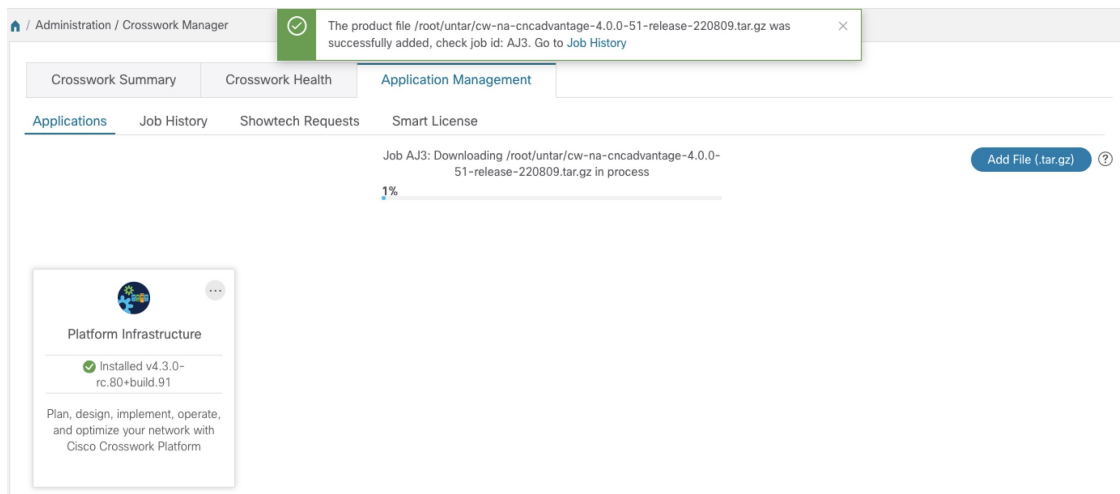 / Administration / Crosswork Manager
The product file /root/untar/cw-na-cncadvantage-4.0.0-51-release-220809.tar.gz was
successfully added, check job id: AJ3. Go to Job History
Crosswork Summary
Crosswork Health
Application Management
Applications
Job History
Showtech Requests
Smart License
Job AJ3: Downloading /root/untar/cw-na-cncadvantage-4.0.0-
51-release-220809.tar.gz in process
Add File (.tar.gz)
?
1%
...
Platform Infrastructure
Installed v4.3.0-
rc.80+build.91
Plan, design, implement, operate,
and optimize your network with
Cisco Crosswork Platform